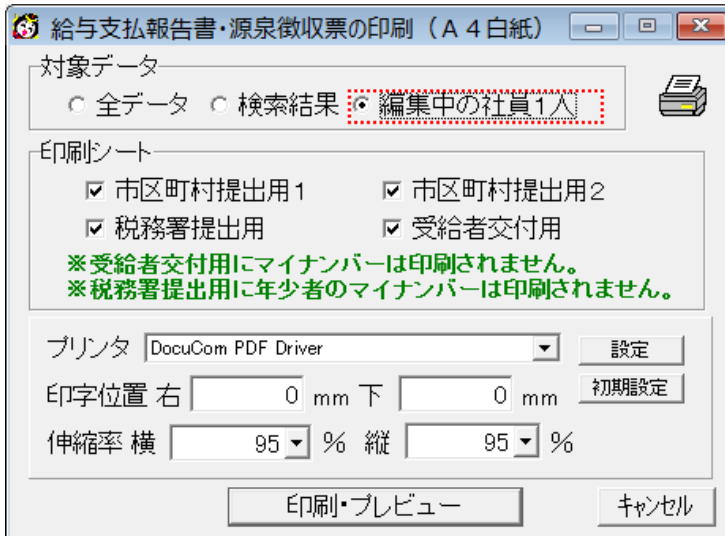 給与支払報告書・源泉徴収票の印刷（Ａ４白紙）
対象データ
全データ 検索結果 編集中の社員1人
印刷シート
市区町村提出用1 市区町村提出用2
税務署提出用 受給者交付用
※受給者交付用にマイナンバーは印刷されません。
※税務署提出用に年少者のマイナンバーは印刷されません。
プリンタ DocuCom PDF Driver 設定
印字位置 右 0 mm 下 0 mm 初期設定
伸縮率 横 95 % 縦 95 %
印刷・プレビュー キャンセル